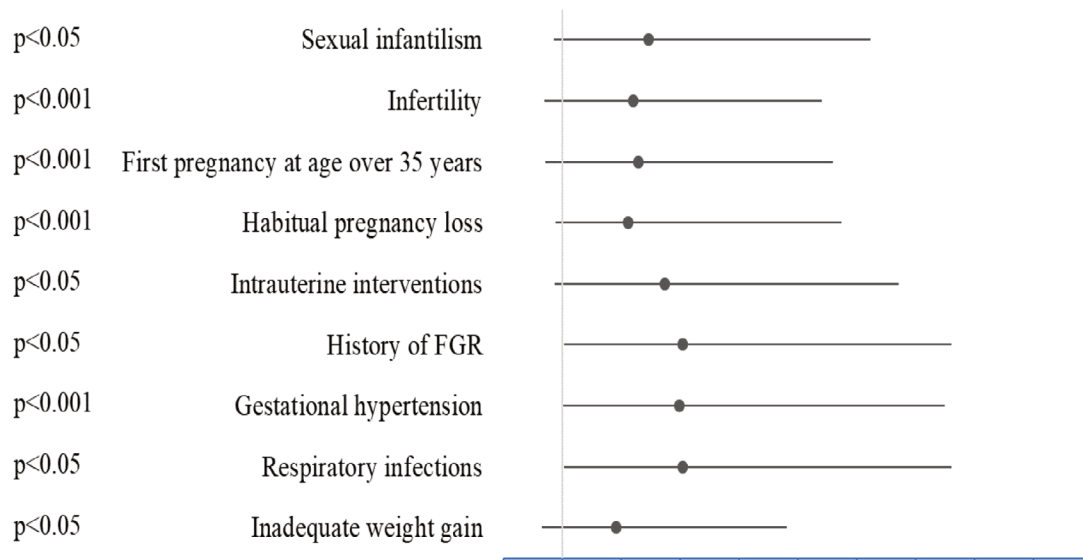 p<0.05 Sexual infantilism
p<0.001 Infertility
p<0.001 First pregnancy at age over 35 years
p<0.001 Habitual pregnancy loss
p<0.05 Intrauterine interventions
p<0.05 History of FGR
p<0.001 Gestational hypertension
p<0.05 Respiratory infections
p<0.05 Inadequate weight gain